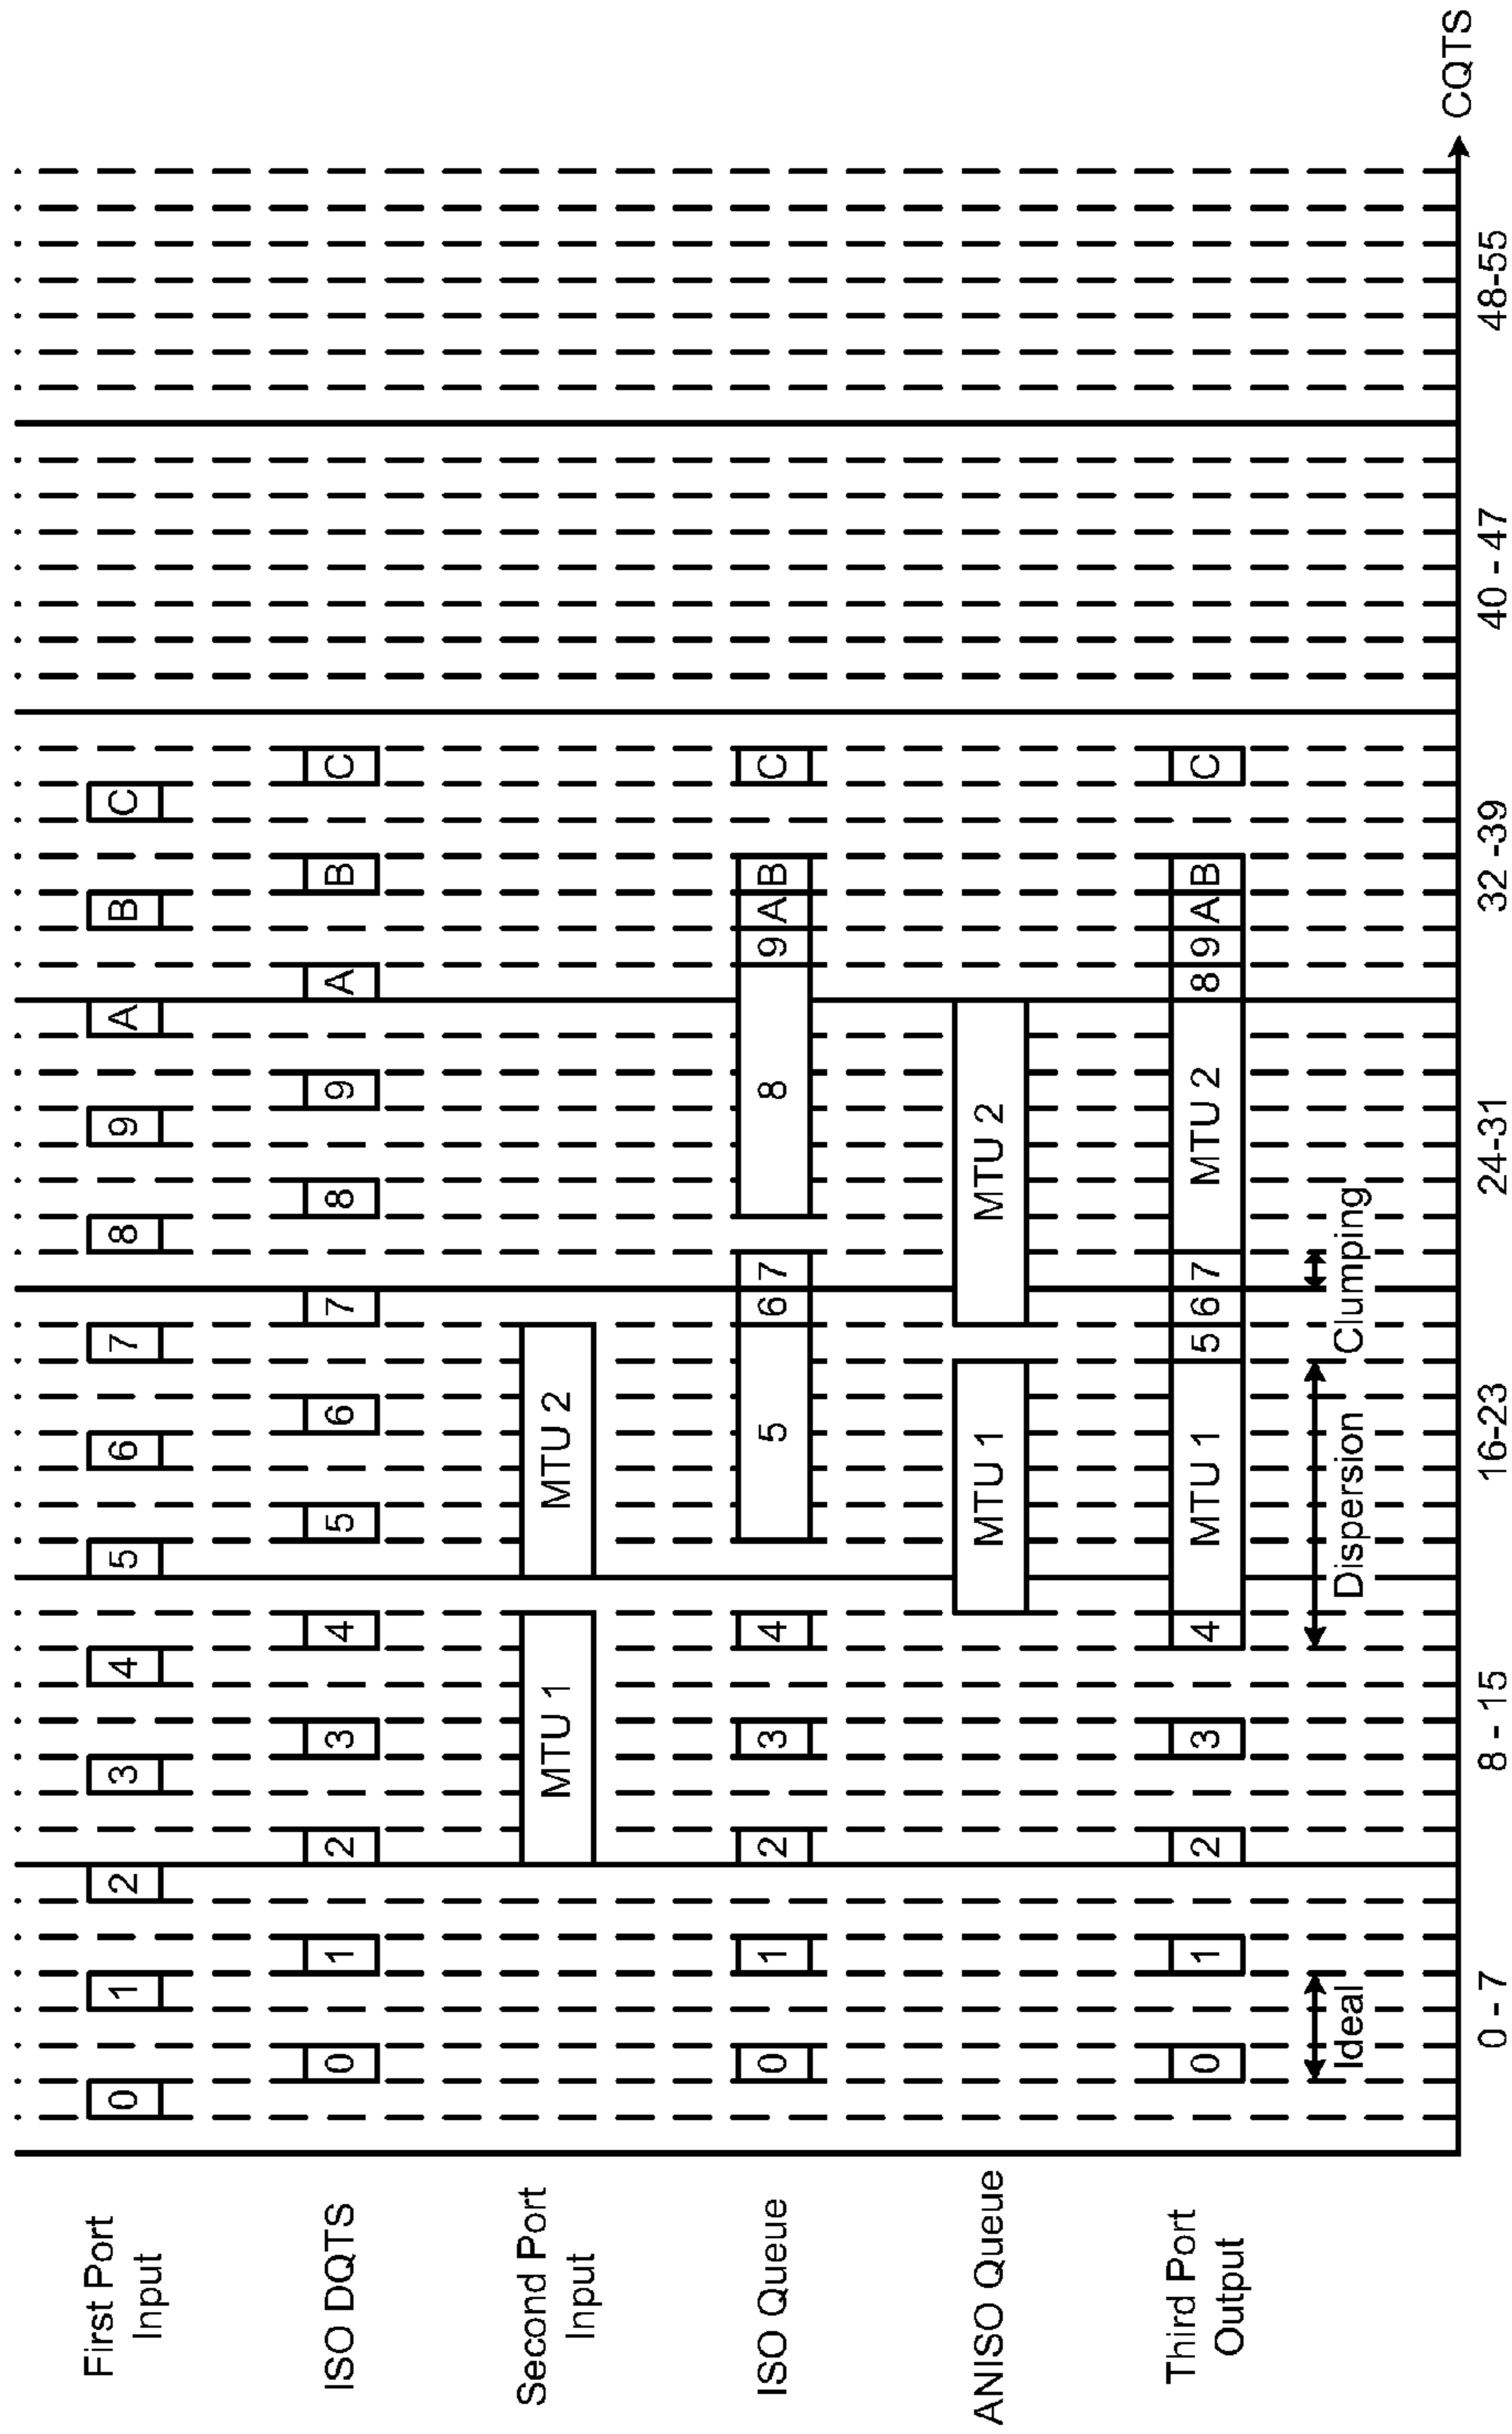 First Port
Input
0 1 2 3 4 5 6 7 8 9 A B C
ISO DQTS
0 1 2 3 4 5 6 7 8 9 A B C
Second Port
Input
MTU 1 MTU 2
ISO Queue
0 1 2 3 4 5 6 7 8 9 A B C
ANISO Queue
MTU 1 MTU 2
Third Port
Output
0 1 2 3 4 MTU 1 5 6 7 MTU 2 8 9 A B C
Ideal Dispersion Clumping
CQTS
0 - 7 8 - 15 16-23 24-31 32 -39 40 - 47 48-55